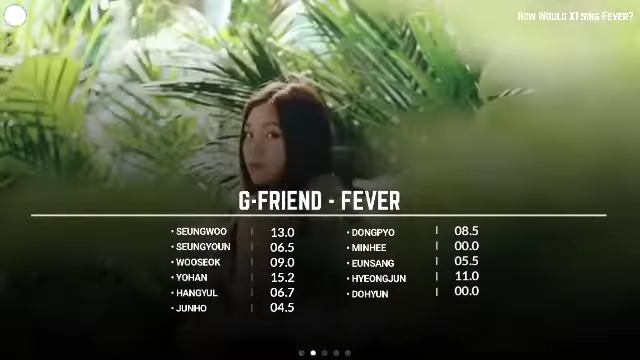 How Would X1 sing Fever?
G-FRIEND - FEVER
• SEUNGWOO | 13.0
• SEUNGYOUN | 06.5
• WOOSEOK | 09.0
• YOHAN | 15.2
• HANGYUL | 06.7
• JUNHO | 04.5
• DONGPYO | 08.5
• MINHEE | 00.0
• EUNSANG | 05.5
• HYEONGJUN | 11.0
• DOHYUN | 00.0